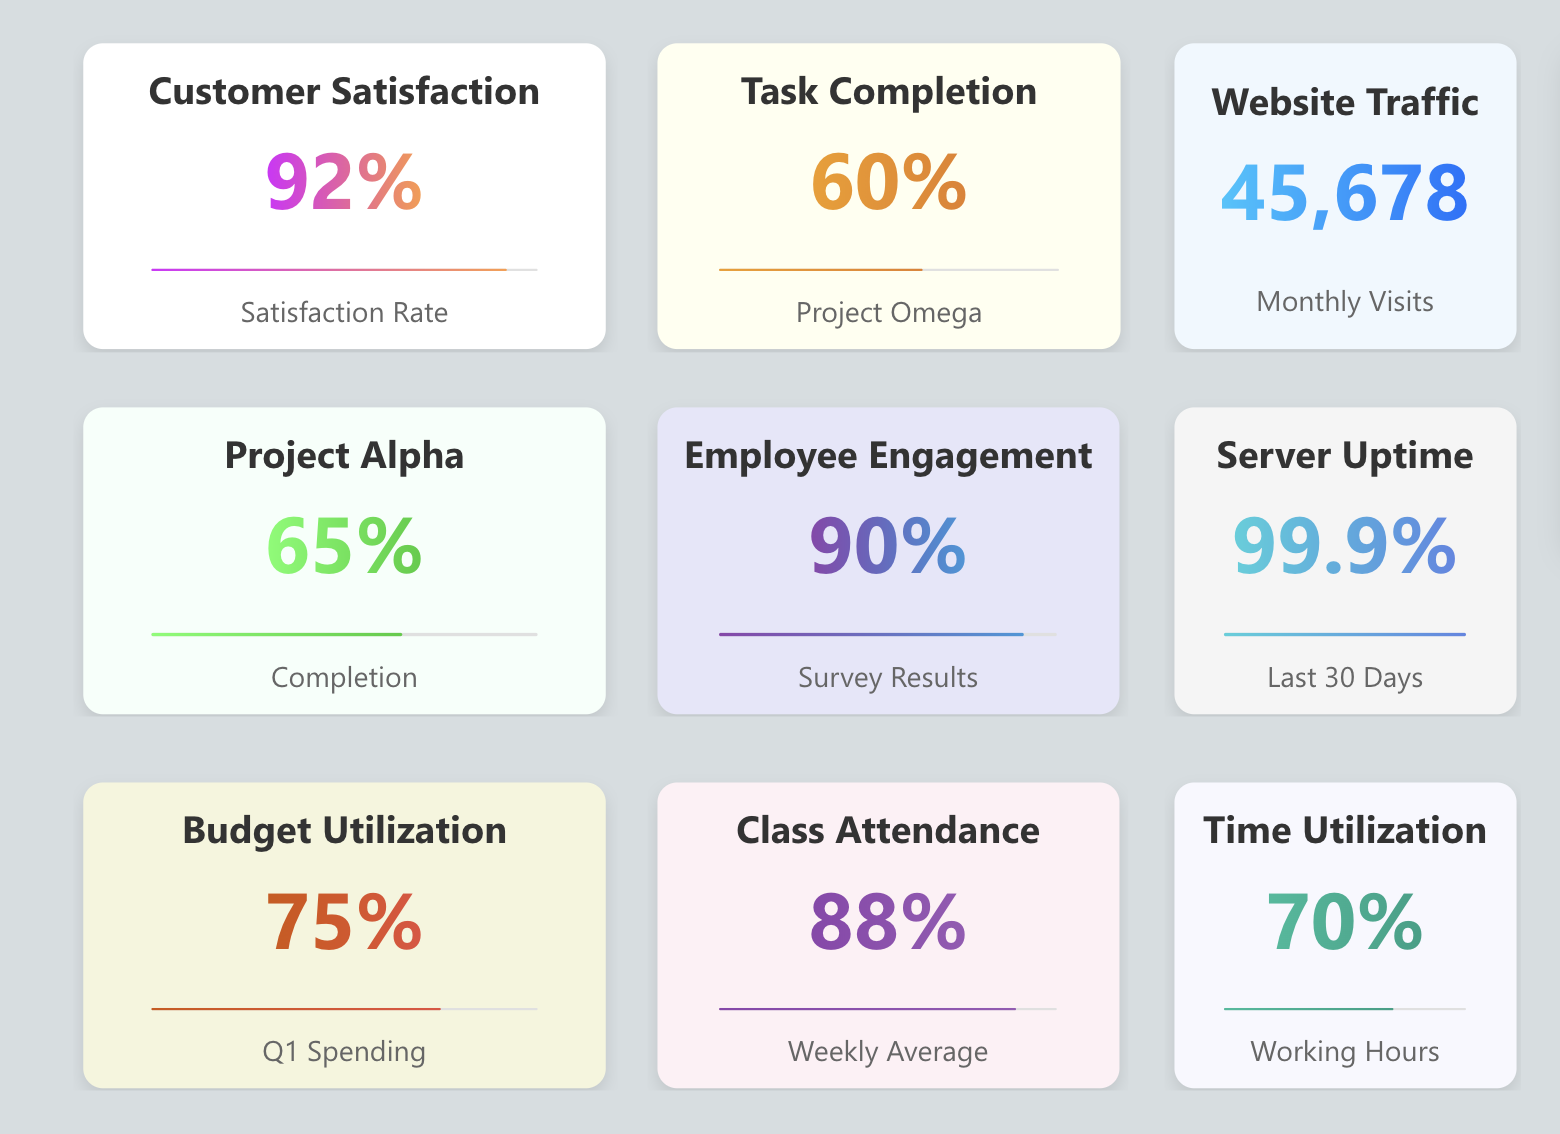 Customer Satisfaction
92%
Satisfaction Rate
Task Completion
60%
Project Omega
Website Traffic
45,678
Monthly Visits
Project Alpha
65%
Completion
Employee Engagement
90%
Survey Results
Server Uptime
99.9%
Last 30 Days
Budget Utilization
75%
Q1 Spending
Class Attendance
88%
Weekly Average
Time Utilization
70%
Working Hours